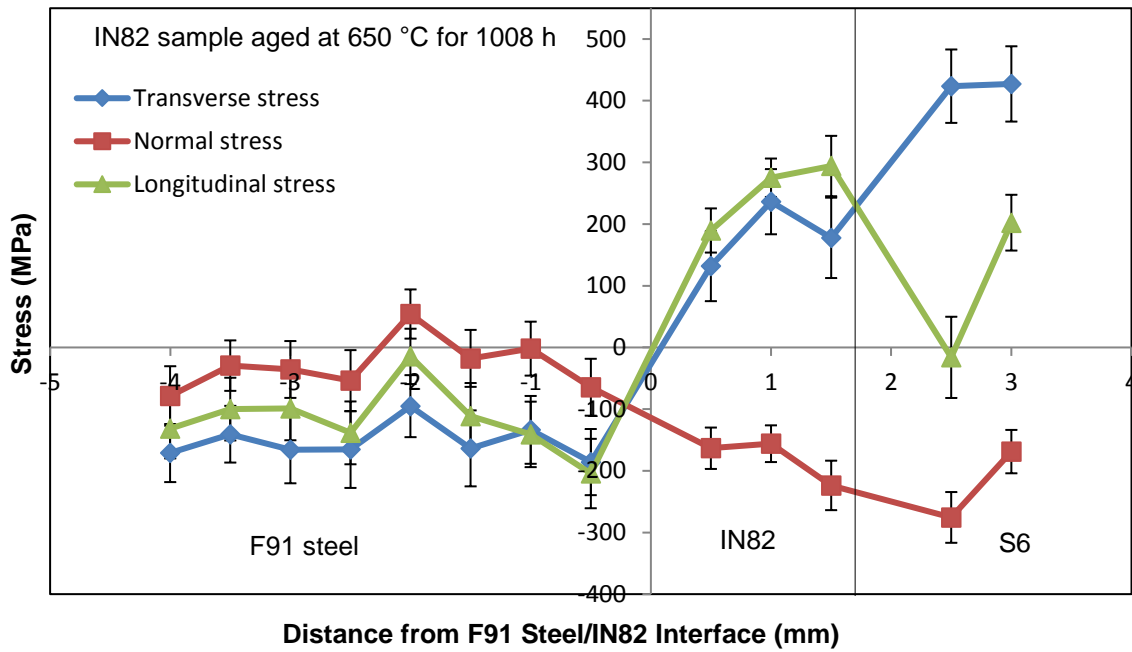 IN82 sample aged at 650 °C for 1008 h
Transverse stress
Normal stress
Longitudinal stress
Stress (MPa)
500
400
300
200
100
0
-100
-200
-300
-400
-5
-4
-3
-2
-1
0
1
2
3
4
F91 steel
IN82
S6
Distance from F91 Steel/IN82 Interface (mm)